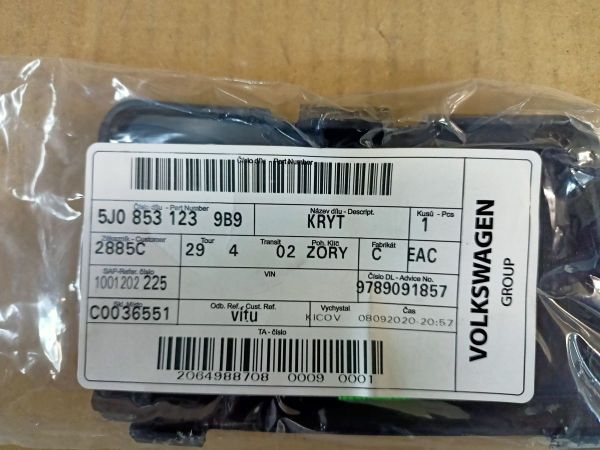 Číslo dílu - Part Number
Číslo dílu - Part Number Název dílu - Descript. Kusů - Pcs
5J0 853 123 9B9 KRYT 1
Zákazník - Customer Tour Transit Poh. Klíč Fabrikát
2885C 29 4 02 ZORY C EAC
SAP-Refer. číslo VIN Číslo DL - Advice No.
1001202 225 9789091857
Skl. Místo Odb. Ref./ Cust. Ref. Vychystal Čas
C0036551 vítu KICOV 08092020-20:57
TA - číslo
2064988708 0009 0001
VOLKSWAGEN
GROUP